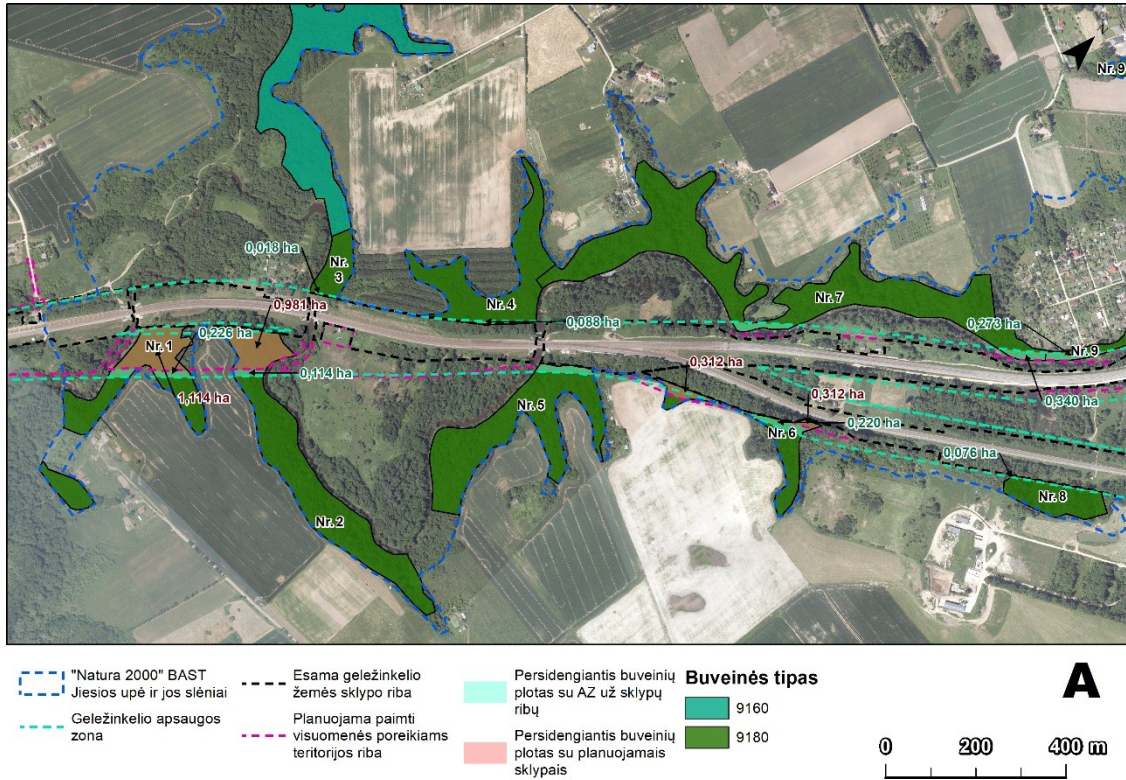 N
Nr. 9
0,018 ha
Nr.
3
0,981 ha
Nr. 4
Nr. 7
0,226 ha
Nr. 1
0,088 ha
0,273 ha
Nr. 9
0,114 ha
0,312 ha
1,114 ha
0,312 ha
0,340 ha
Nr. 5
0,220 ha
Nr. 6
0,076 ha
Nr. 8
Nr. 2
"Natura 2000" BAST
Jiesios upė ir jos slėniai
Geležinkelio apsaugos
zona
Esama geležinkelio
žemės sklypo riba
Planuojama paimti
visuomenės poreikiams
teritorijos riba
Persidengiantis buveinių
plotas su AZ už sklypų
ribų
Persidengiantis buveinių
plotas su planuojamais
sklypais
Buveinės tipas
9160
9180
A
0 200 400 m